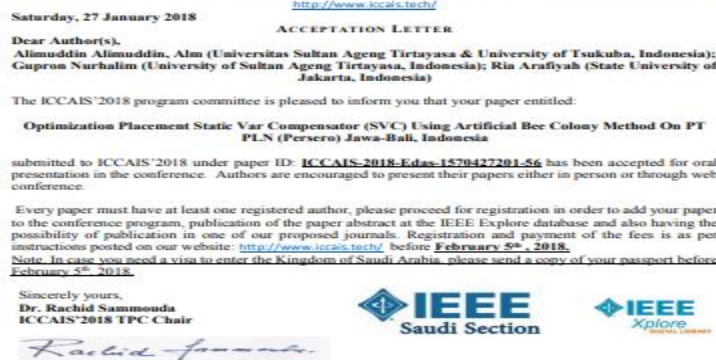 http://www.iccais.tech/
Saturday, 27 January 2018
ACCEPTATION LETTER
Dear Author(s),
Alimuddin Alimuddin, Alm (Universitas Sultan Ageng Tirtayasa & University of Tsukuba, Indonesia);
Gupron Nurhalim (University of Sultan Ageng Tirtayasa, Indonesia); Ria Arafiyah (State University of
Jakarta, Indonesia)
The ICCAIS'2018 program committee is pleased to inform you that your paper entitled:
Optimization Placement Static Var Compensator (SVC) Using Artificial Bee Colony Method On PT
PLN (Persero) Jawa-Bali, Indonesia
submitted to ICCAIS'2018 under paper ID: ICCAIS-2018-Edas-1570427201-56 has been accepted for oral
presentation in the conference. Authors are encouraged to present their papers either in person or through web
conference.
Every paper must have at least one registered author, please proceed for registration in order to add your paper
to the conference program, publication of the paper abstract at the IEEE Explore database and also having the
possibility of publication in one of our proposed journals. Registration and payment of the fees is as per
instructions posted on our website: http://www.iccais.tech/ before February 5th , 2018.
Note. In case you need a visa to enter the Kingdom of Saudi Arabia, please send a copy of your passport before
February 5th, 2018.
Sincerely yours,
Dr. Rachid Sammouda
ICCAIS'2018 TPC Chair
Rachid Sammouda
IEEE
Saudi Section
IEEE
Xplore
DIGITAL LIBRARY